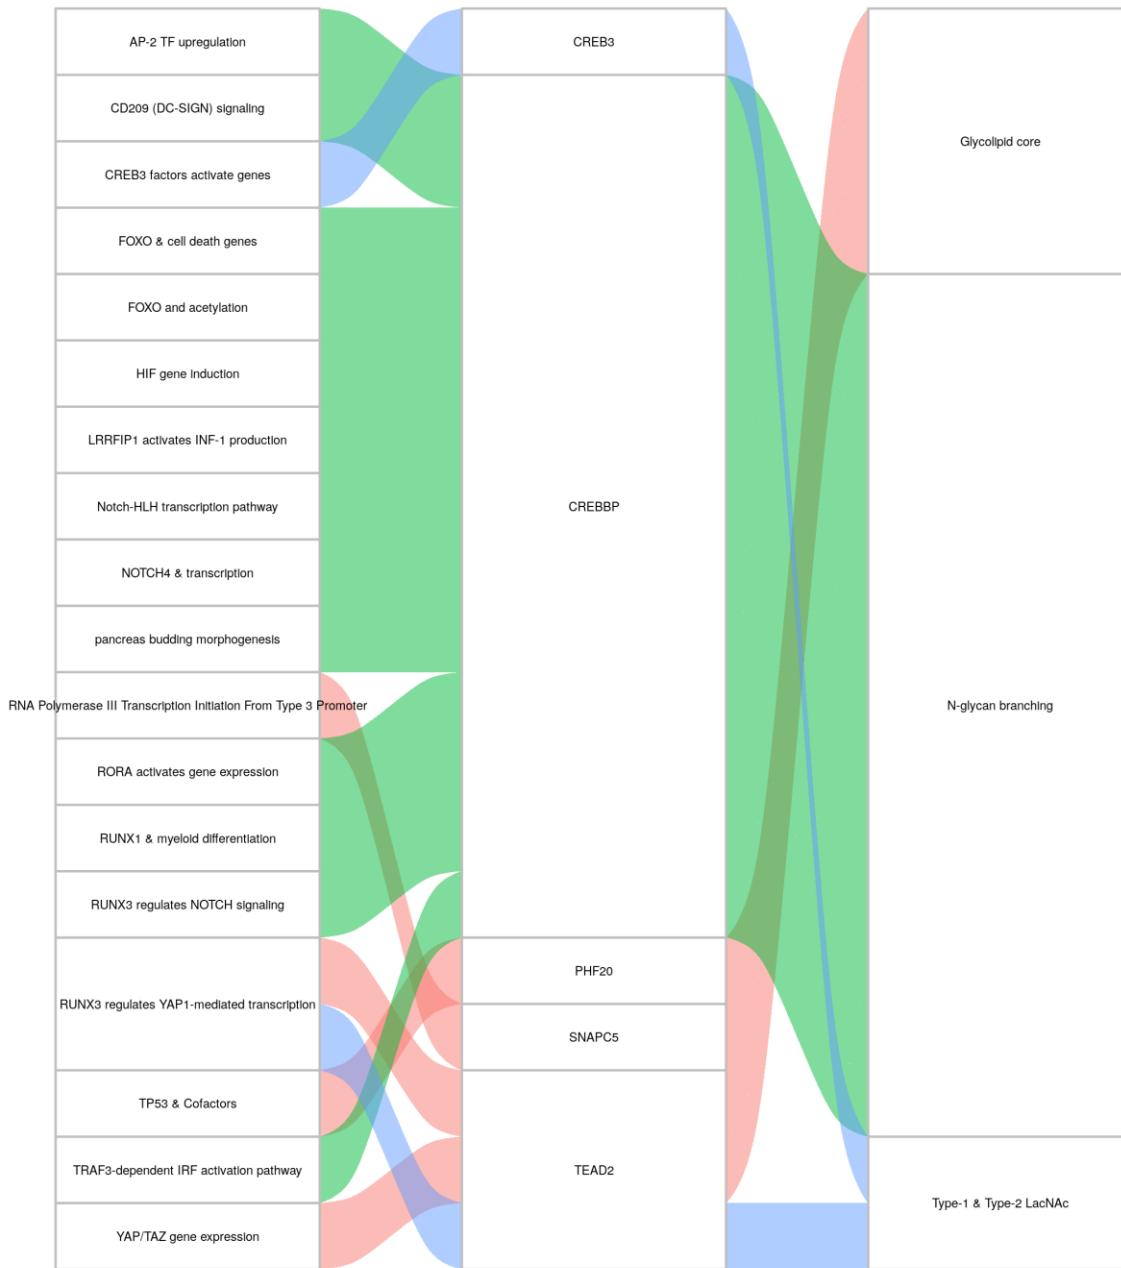 AP-2 TF upregulation
CD209 (DC-SIGN) signaling
CREB3 factors activate genes
FOXO & cell death genes
FOXO and acetylation
HIF gene induction
LRRFIP1 activates INF-1 production
Notch-HLH transcription pathway
NOTCH4 & transcription
pancreas budding morphogenesis
RNA Polymerase III Transcription Initiation From Type 3 Promoter
RORA activates gene expression
RUNX1 & myeloid differentiation
RUNX3 regulates NOTCH signaling
RUNX3 regulates YAP1-mediated transcription
TP53 & Cofactors
TRAF3-dependent IRF activation pathway
YAP/TAZ gene expression
CREB3
CREBBP
PHF20
SNAPC5
TEAD2
Glycolipid core
N-glycan branching
Type-1 & Type-2 LacNAc